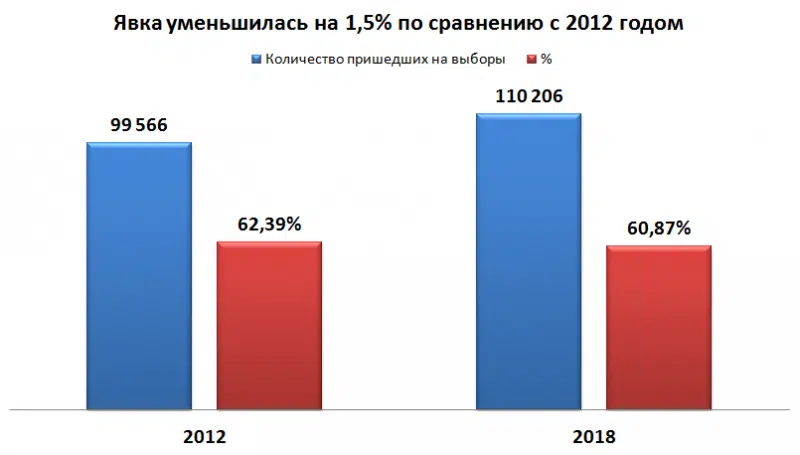 Явка уменьшилась на 1,5% по сравнению с 2012 годом
Количество пришедших на выборы %
110 206
99 566
62,39%
60,87%
2012 2018